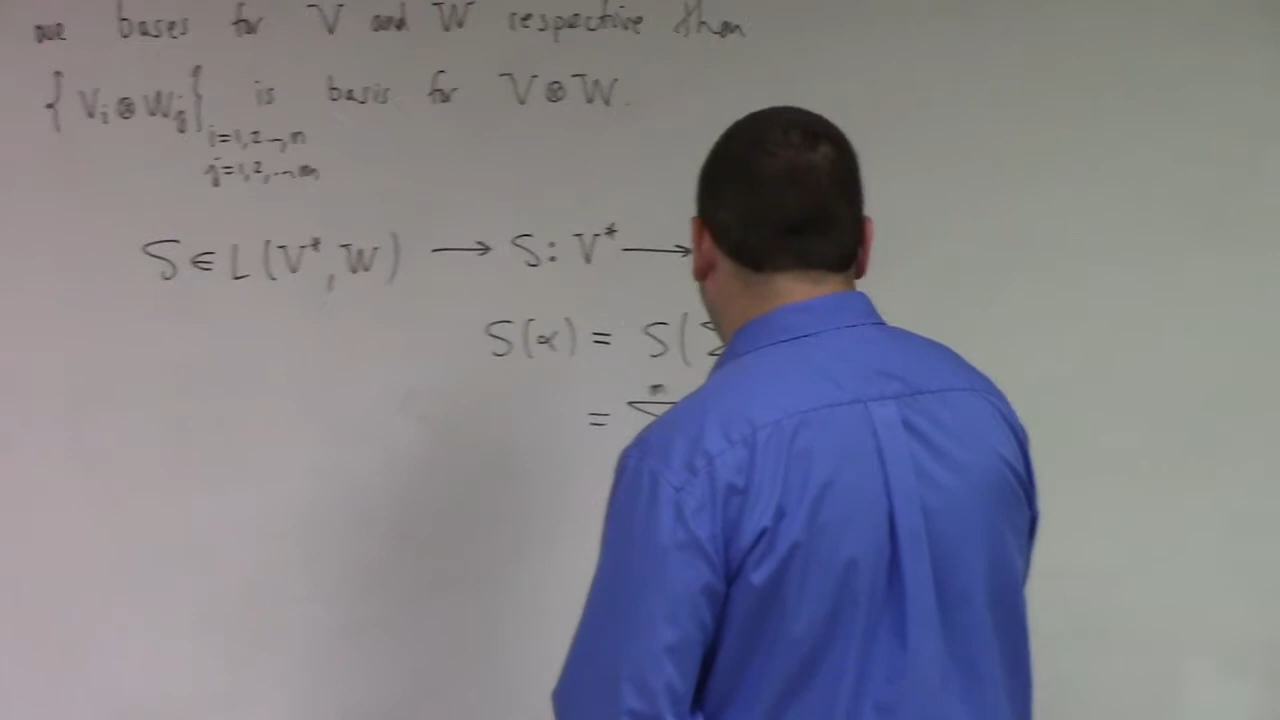 are bases for V and W respective then
{ Vᵢ ⊗ Wⱼ } is basis for V ⊗ W.
i=1,2..,n
j=1,2,...m
S ∈ L(V*, W) → S: V* →
S(α) = S( Σ
= Σ n